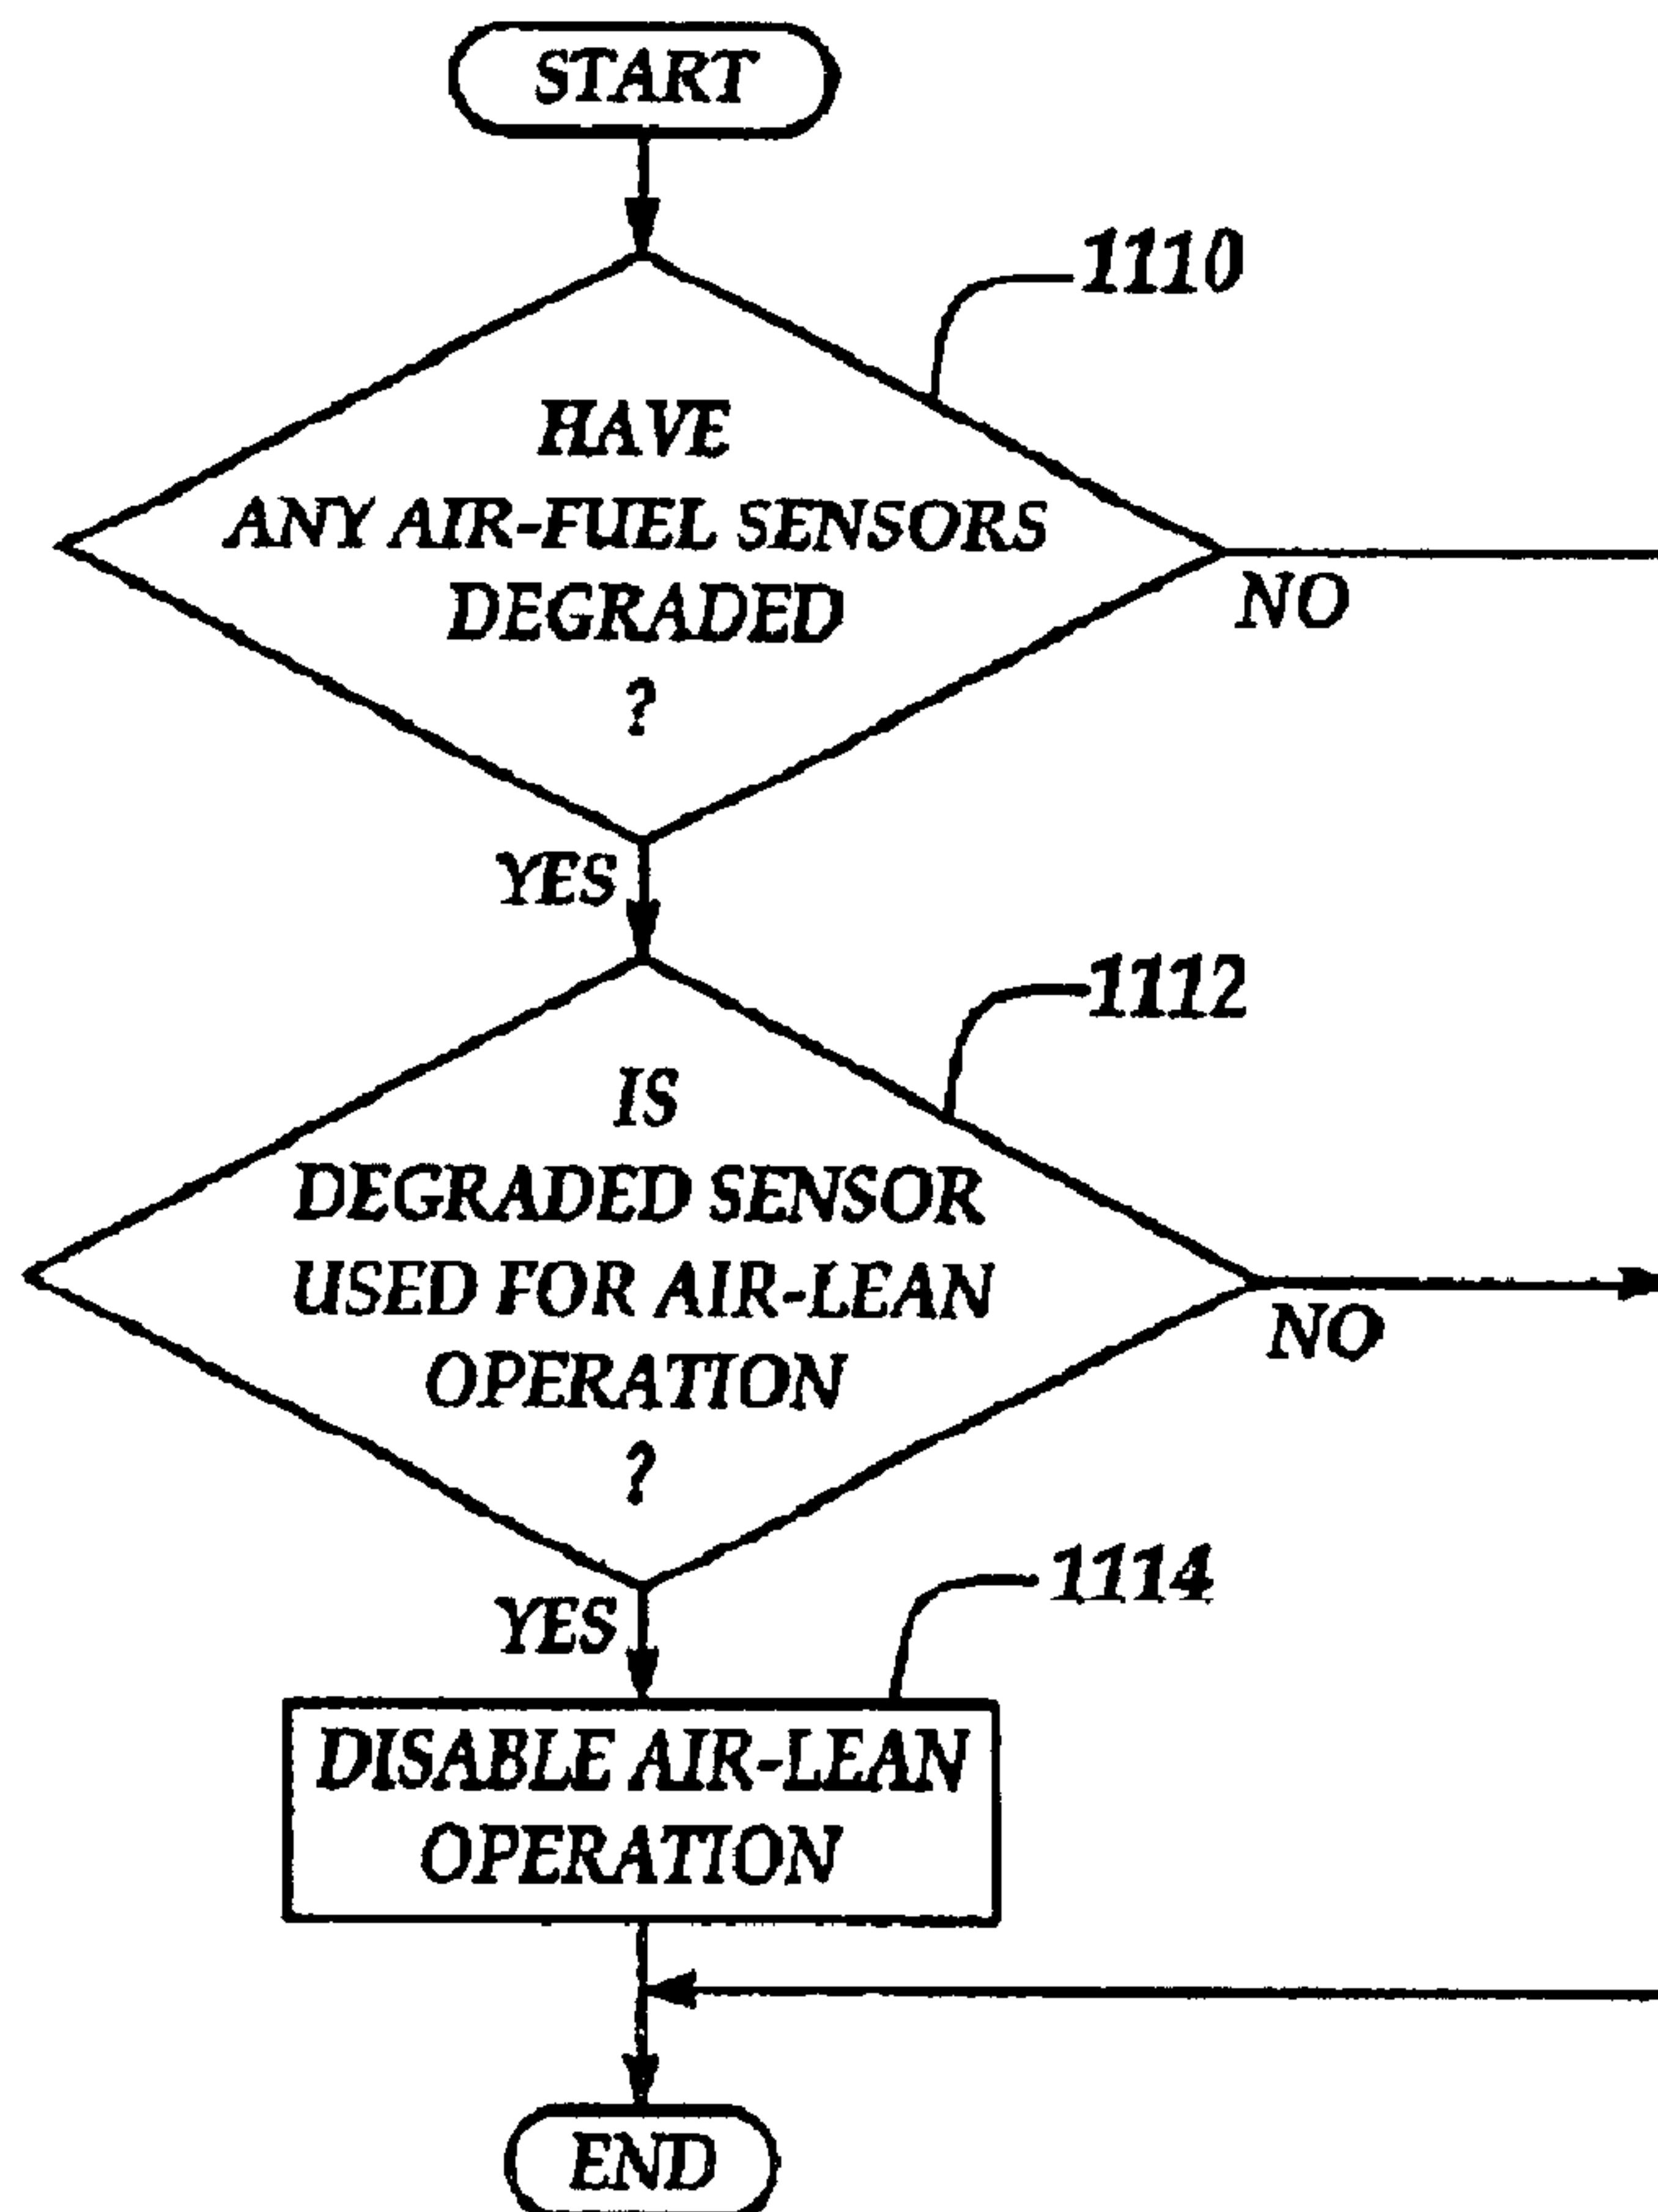 START
1110
HAVE
ANY AIR-FUEL SENSORS
DEGRADED
?
NO
YES
1112
IS
DEGRADED SENSOR
USED FOR AIR-LEAN
OPERATION
?
NO
YES
1114
DISABLE AIR-LEAN
OPERATION
END